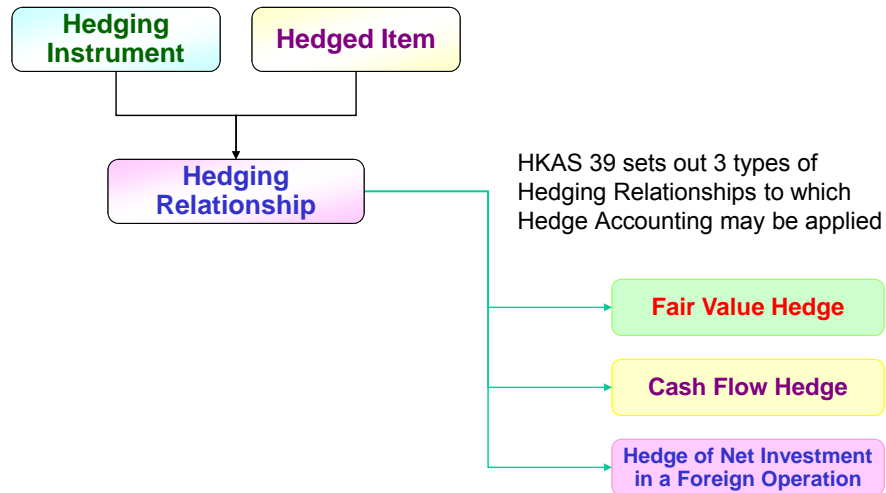 Hedging
Instrument
Hedged Item
Hedging
Relationship
HKAS 39 sets out 3 types of
Hedging Relationships to which
Hedge Accounting may be applied
Fair Value Hedge
Cash Flow Hedge
Hedge of Net Investment
in a Foreign Operation